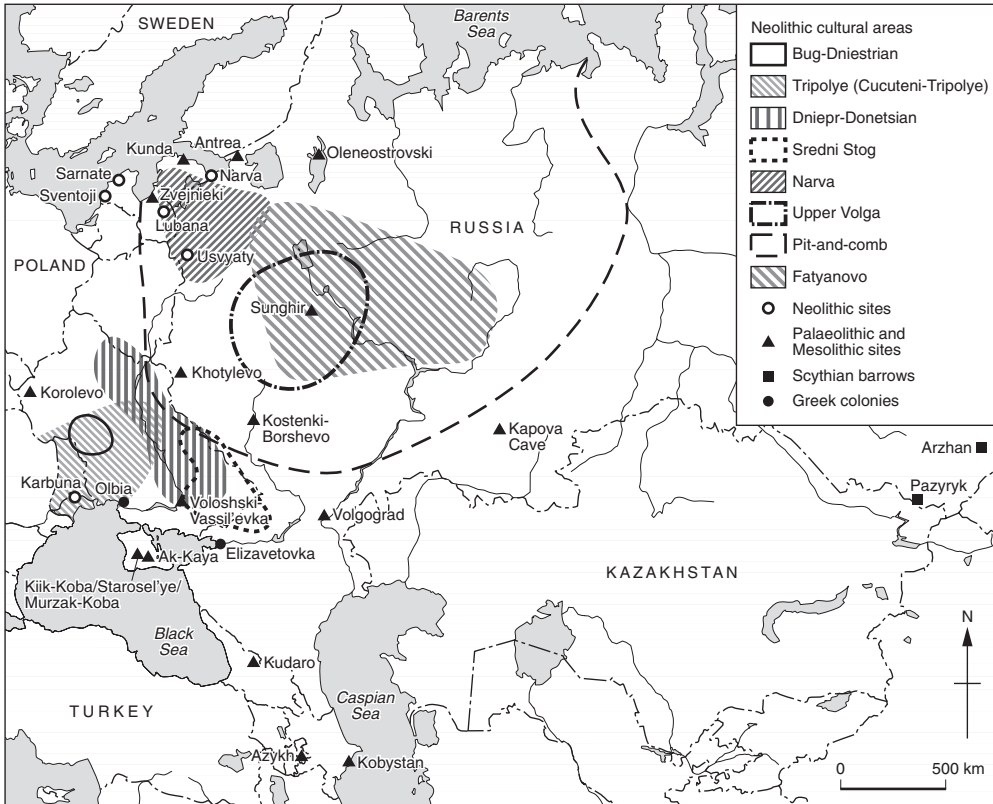 SWEDEN
Barents
Sea
Kunda
Antrea
Oleneostrovski
Sarnate
Narva
Sventoji
Zvejnieki
Lubana
RUSSIA
POLAND
Usvyaty
Sunghir
Khotylevo
Korolevo
Kostenki-
Borshevo
Kapova
Cave
Arzhan
Karbuna
Olbia
Voloshski-
Vassil'evka
Volgograd
Pazyryk
Elizavetovka
Ak-Kaya
Kiik-Koba/Starosel'ye/
Murzak-Koba
KAZAKHSTAN
Black
Sea
Kudaro
Caspian
Sea
TURKEY
Azykh
Kobystan
Neolithic cultural areas
Bug-Dniestrian
Tripolye (Cucuteni-Tripolye)
Dniepr-Donetsian
Sredni Stog
Narva
Upper Volga
Pit-and-comb
Fatyanovo
Neolithic sites
Palaeolithic and
Mesolithic sites
Scythian barrows
Greek colonies
N
0 500 km